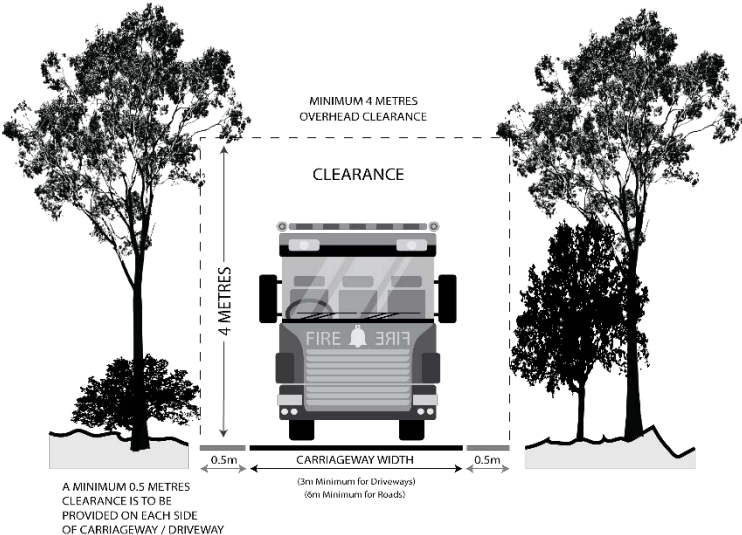 MINIMUM 4 METRES
OVERHEAD CLEARANCE
CLEARANCE
4 METRES
FIRE FIRE
0.5m CARRIAGEWAY WIDTH 0.5m
(3m Minimum for Driveways)
(6m Minimum for Roads)
A MINIMUM 0.5 METRES
CLEARANCE IS TO BE
PROVIDED ON EACH SIDE
OF CARRIAGEWAY / DRIVEWAY